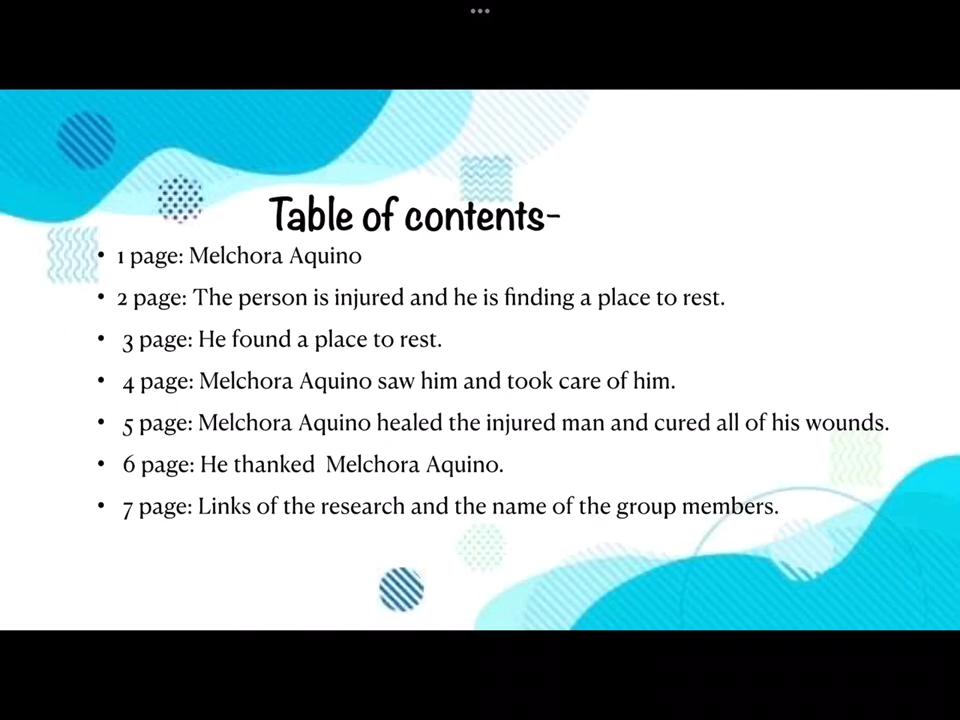 Table of contents-
• 1 page: Melchora Aquino
• 2 page: The person is injured and he is finding a place to rest.
• 3 page: He found a place to rest.
• 4 page: Melchora Aquino saw him and took care of him.
• 5 page: Melchora Aquino healed the injured man and cured all of his wounds.
• 6 page: He thanked  Melchora Aquino.
• 7 page: Links of the research and the name of the group members.